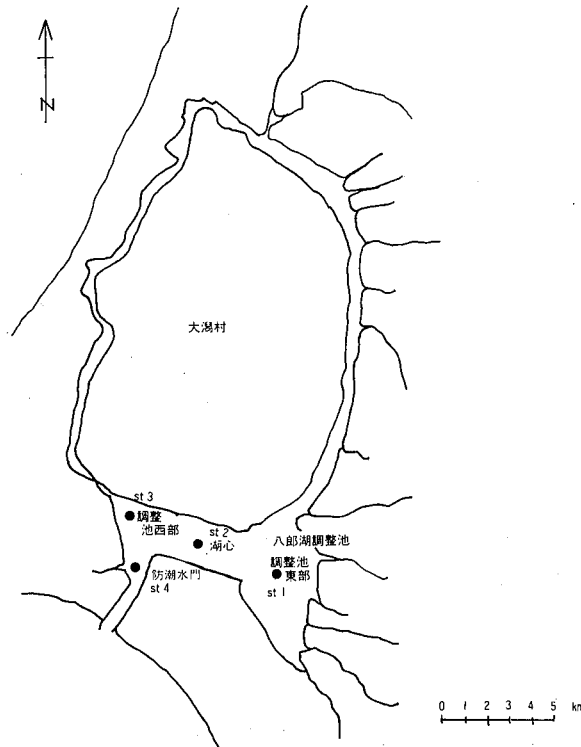 N
大潟村
st 3
調整
池西部
st 2
湖心
八郎湖調整池
調整池
東部
st 1
防潮水門
st 4
0 1 2 3 4 5 km